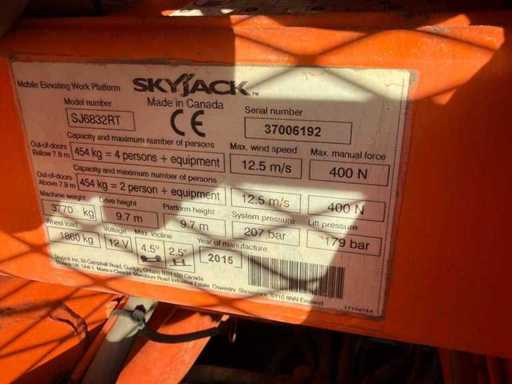 Mobile Elevating Work Platform SKYJACK
Made in Canada
Model number
SJ6832RT
CE
Serial number
37006192
Capacity and maximum number of persons Max. wind speed Max. manual force
Out-of-doors Below 7.9 m 454 kg = 4 persons + equipment 12.5 m/s 400 N
Capacity and maximum number of persons
Out-of-doors Above 7.9 m 454 kg = 2 person + equipment 12.5 m/s 400 N
Machine weight Drive height Platform height System pressure Lift pressure
3770 kg 9.7 m 9.7 m 207 bar 179 bar
Wheel load Voltage Max. incline Year of manufacture
1860 kg 12 V 4.5° 2.5° 2015